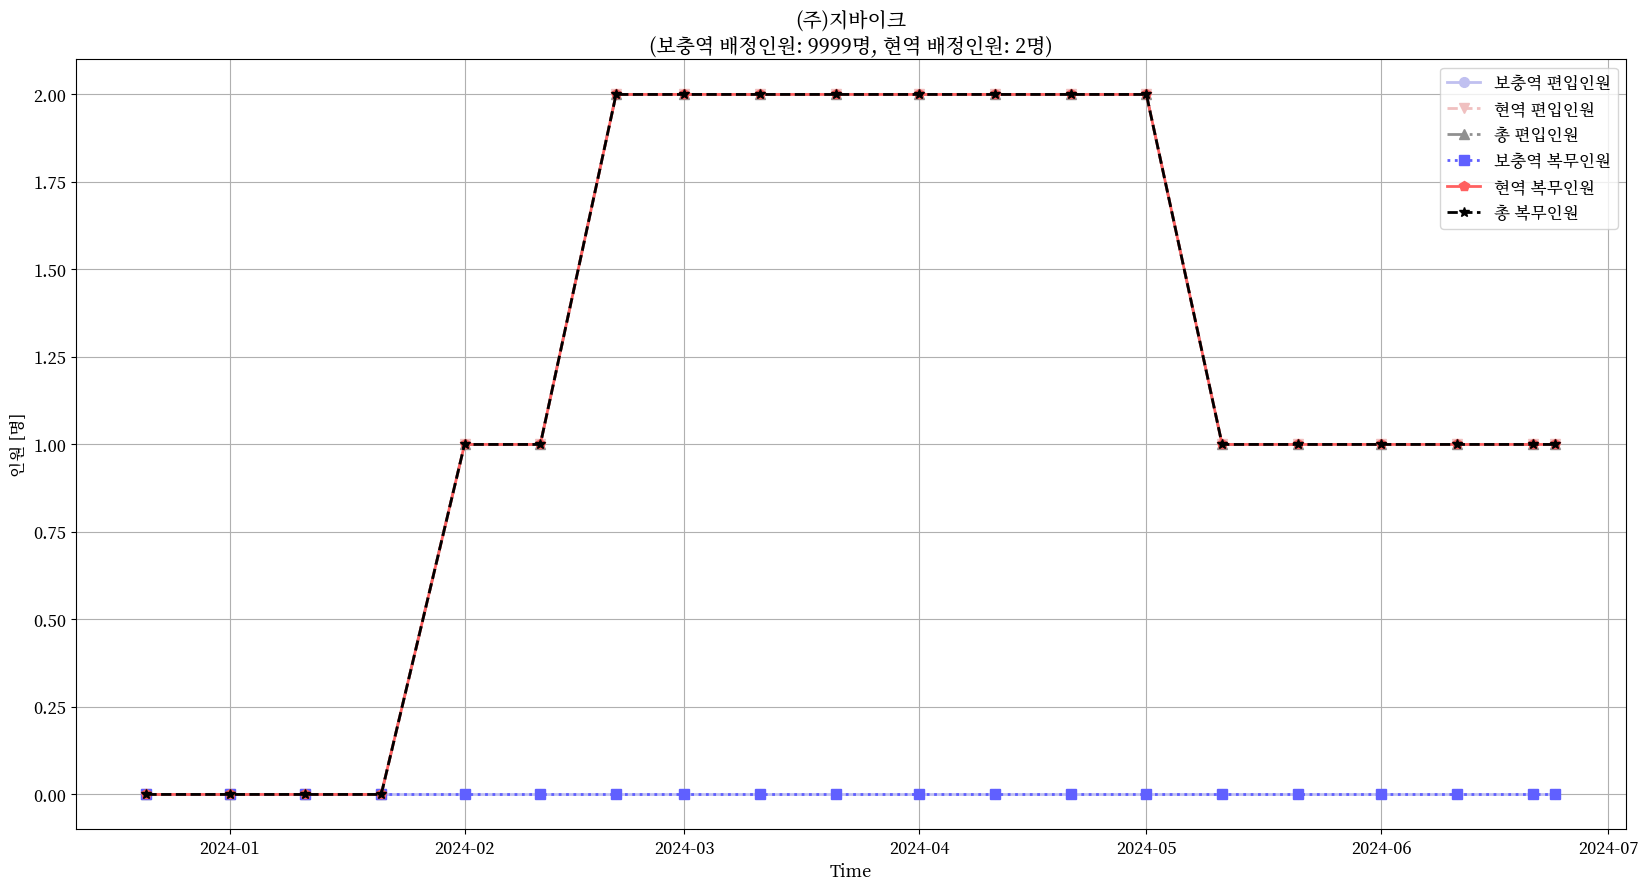 (주)지바이크
(보충역 배정인원: 9999명, 현역 배정인원: 2명)
보충역 편입인원
현역 편입인원
총 편입인원
보충역 복무인원
현역 복무인원
총 복무인원
인원 [명]
2.00
1.75
1.50
1.25
1.00
0.75
0.50
0.25
0.00
2024-01
2024-02
2024-03
2024-04
2024-05
2024-06
2024-07
Time